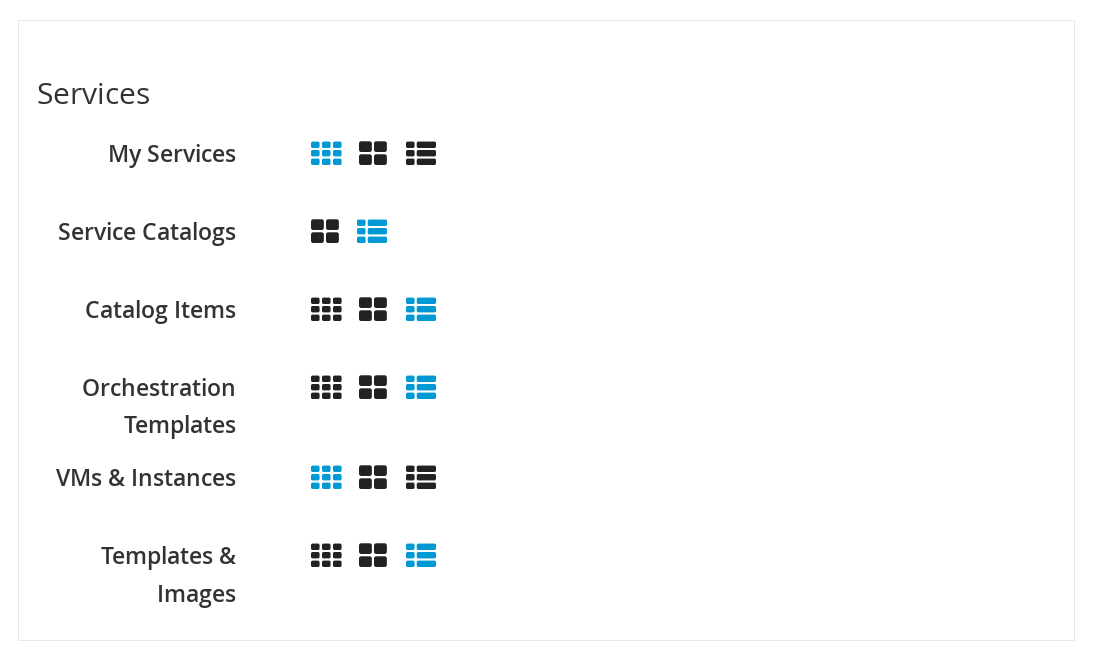 Services
My Services
Service Catalogs
Catalog Items
Orchestration
Templates
VMs & Instances
Templates &
Images